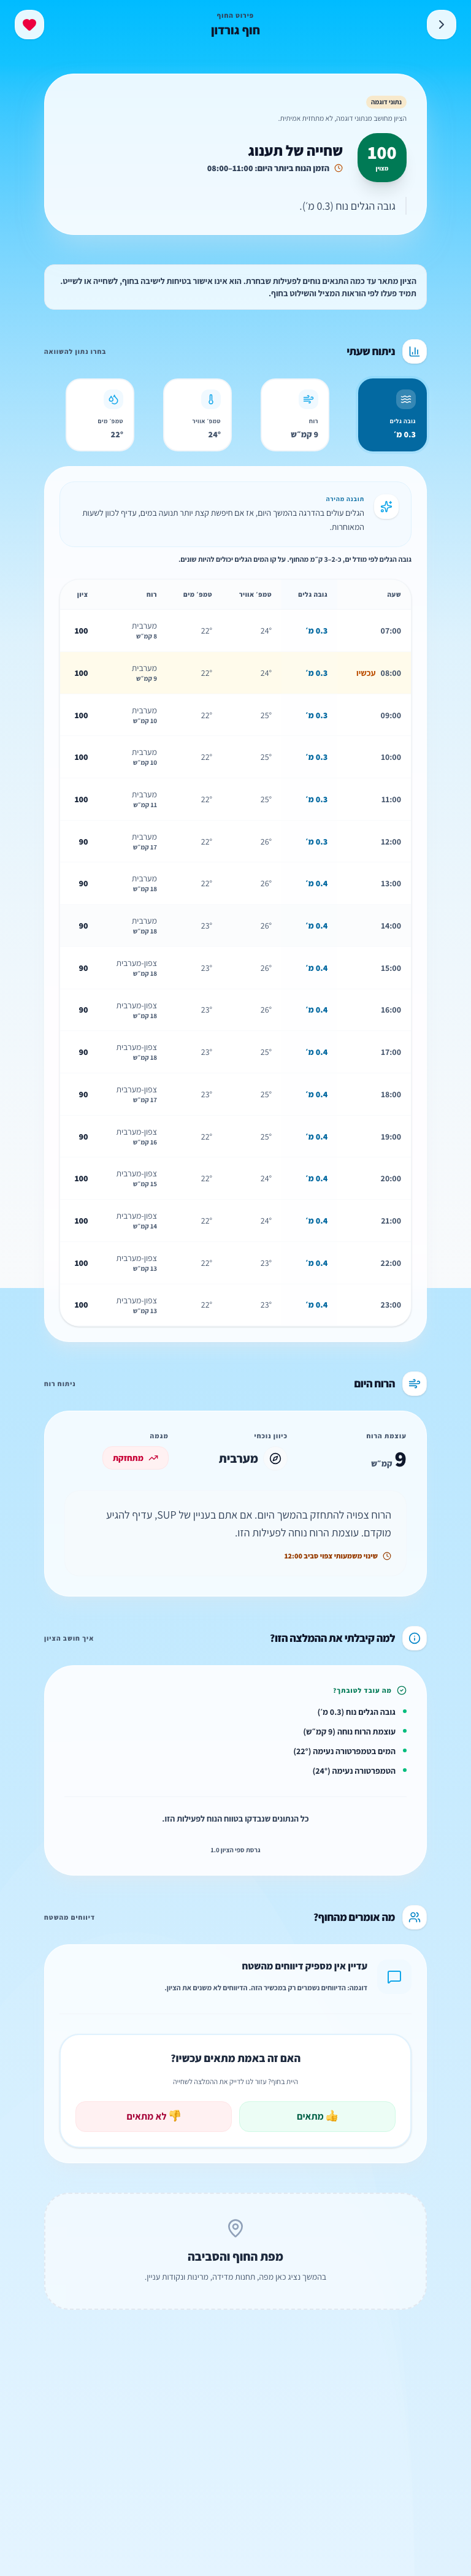 פירוט החוף
חוף גורדון
נתוני דוגמה
הציון מחושב מנתוני דוגמה, לא מתחזית אמיתית.
100
מצוין
שחייה של תענוג
הזמן הנוח ביותר היום: 08:00–11:00
גובה הגלים נוח (0.3 מ׳).
הציון מתאר עד כמה התנאים נוחים לפעילות שבחרת. הוא אינו אישור בטיחות לישיבה בחוף, לשחייה או לשייט.
תמיד פעלו לפי הוראות המציל והשילוט בחוף.
ניתוח שעתי
בחרו נתון להשוואה
גובה גלים
0.3 מ׳
רוח
9 קמ״ש
טמפ׳ אוויר
24°
טמפ׳ מים
22°
תובנה מהירה
הגלים עולים בהדרגה בהמשך היום, אז אם חיפשת קצת יותר תנועה במים, עדיף לכוון לשעות
המאוחרות.
גובה הגלים לפי מודל ים, כ-2–3 ק״מ מהחוף. על קו המים הגלים יכולים להיות שונים.
שעה גובה גלים טמפ׳ אוויר טמפ׳ מים רוח ציון
07:00 0.3 מ׳ 24° 22° מערבית 8 קמ״ש 100
08:00 עכשיו 0.3 מ׳ 24° 22° מערבית 9 קמ״ש 100
09:00 0.3 מ׳ 25° 22° מערבית 10 קמ״ש 100
10:00 0.3 מ׳ 25° 22° מערבית 10 קמ״ש 100
11:00 0.3 מ׳ 25° 22° מערבית 11 קמ״ש 100
12:00 0.3 מ׳ 26° 22° מערבית 17 קמ״ש 90
13:00 0.4 מ׳ 26° 22° מערבית 18 קמ״ש 90
14:00 0.4 מ׳ 26° 23° מערבית 18 קמ״ש 90
15:00 0.4 מ׳ 26° 23° צפון-מערבית 18 קמ״ש 90
16:00 0.4 מ׳ 26° 23° צפון-מערבית 18 קמ״ש 90
17:00 0.4 מ׳ 25° 23° צפון-מערבית 18 קמ״ש 90
18:00 0.4 מ׳ 25° 23° צפון-מערבית 17 קמ״ש 90
19:00 0.4 מ׳ 25° 22° צפון-מערבית 16 קמ״ש 90
20:00 0.4 מ׳ 24° 22° צפון-מערבית 15 קמ״ש 100
21:00 0.4 מ׳ 24° 22° צפון-מערבית 14 קמ״ש 100
22:00 0.4 מ׳ 23° 22° צפון-מערבית 13 קמ״ש 100
23:00 0.4 מ׳ 23° 22° צפון-מערבית 13 קמ״ש 100
הרוח היום
ניתוח רוח
עוצמת הרוח
9 קמ״ש
כיוון נוכחי
מערבית
מגמה
מתחזקת
הרוח צפויה להתחזק בהמשך היום. אם אתם בעניין של SUP, עדיף להגיע
מוקדם. עוצמת הרוח נוחה לפעילות הזו.
שינוי משמעותי צפוי סביב 12:00
למה קיבלתי את ההמלצה הזו?
איך חושב הציון
מה עובד לטובתך?
גובה הגלים נוח (0.3 מ׳)
עוצמת הרוח נוחה (9 קמ״ש)
המים בטמפרטורה נעימה (22°)
הטמפרטורה נעימה (24°)
כל הנתונים שנבדקו בטווח הנוח לפעילות הזו.
גרסת ספי הציון 1.0
מה אומרים מהחוף?
דיווחים מהשטח
עדיין אין מספיק דיווחים מהשטח
דוגמה: הדיווחים נשמרים רק במכשיר הזה. הדיווחים לא משנים את הציון.
האם זה באמת מתאים עכשיו?
היית בחוף? עזור לנו לדייק את ההמלצה לשחייה
👍 מתאים
👎 לא מתאים
מפת החוף והסביבה
בהמשך נציג כאן מפה, תחנות מדידה, מרינות ונקודות עניין.